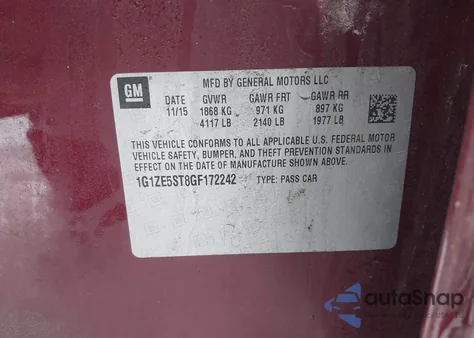 GM
MFD BY GENERAL MOTORS LLC
DATE GVWR GAWR FRT GAWR RR
11/15 1868 KG 971 KG 897 KG
4117 LB 2140 LB 1977 LB
THIS VEHICLE CONFORMS TO ALL APPLICABLE U.S. FEDERAL MOTOR
VEHICLE SAFETY, BUMPER, AND THEFT PREVENTION STANDARDS IN
EFFECT ON THE DATE OF MANUFACTURE SHOWN ABOVE.
1G1ZE5ST8GF172242 TYPE: PASS CAR
autoSnap